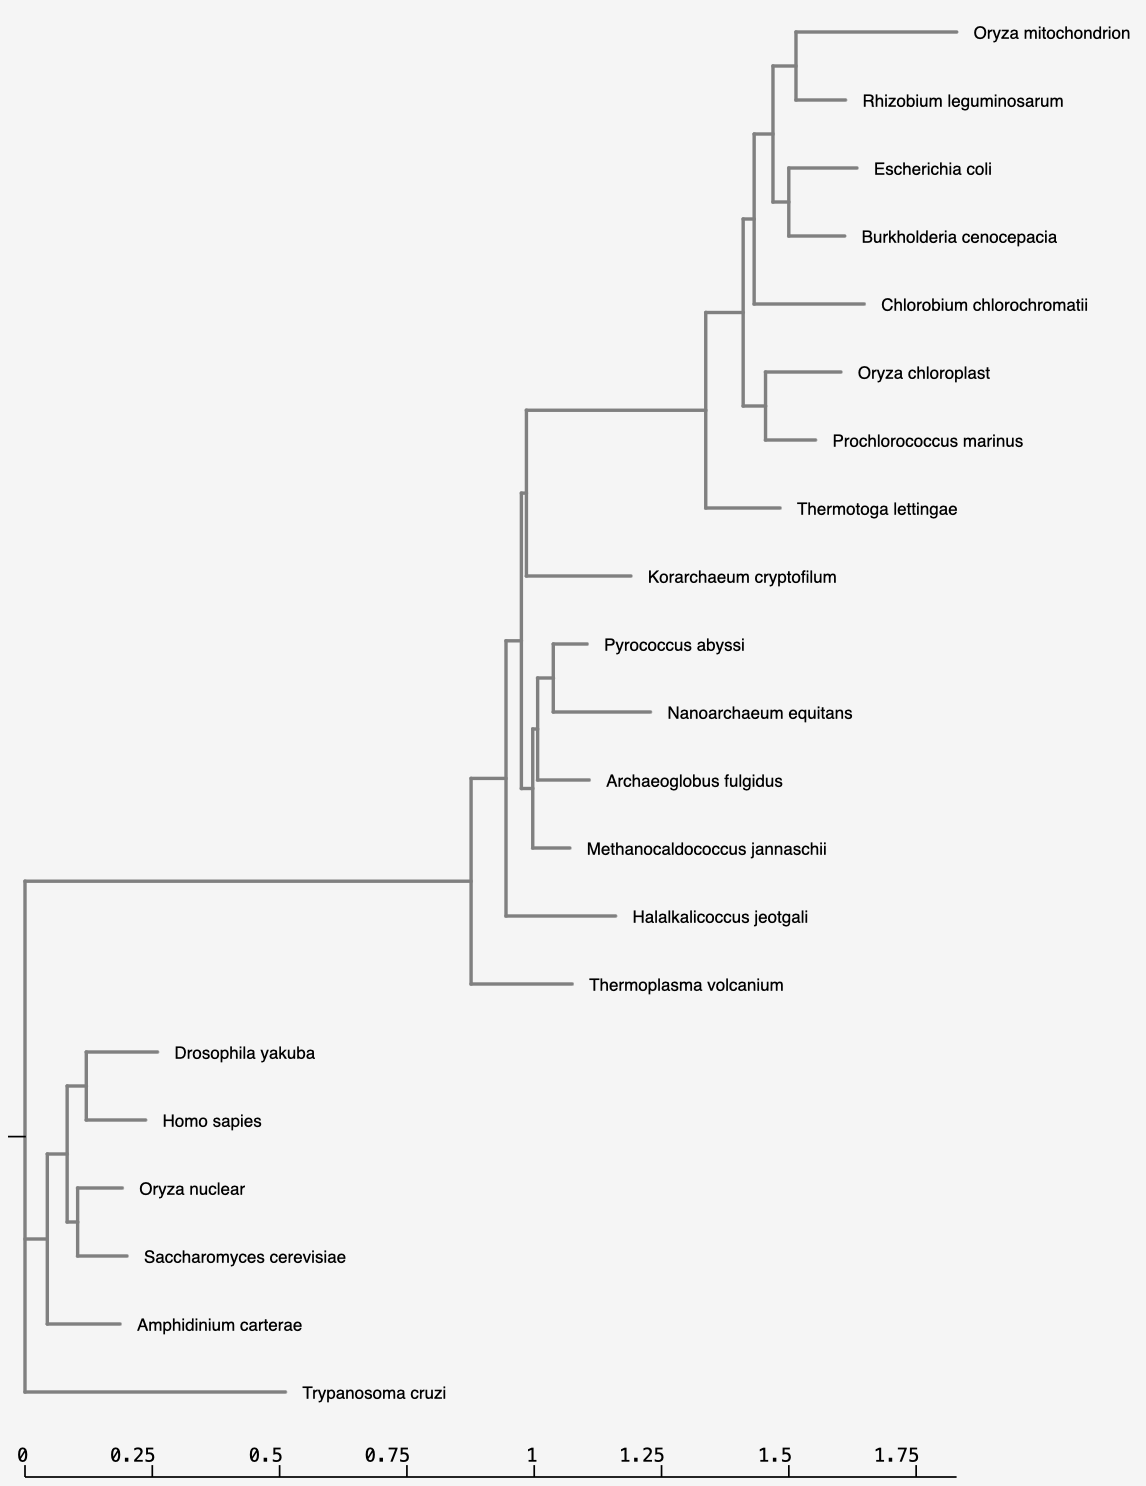 Oryza mitochondrion
Rhizobium leguminosarum
Escherichia coli
Burkholderia cenocepacia
Chlorobium chlorochromatii
Oryza chloroplast
Prochlorococcus marinus
Thermotoga lettingae
Korarchaeum cryptofilum
Pyrococcus abyssi
Nanoarchaeum equitans
Archaeoglobus fulgidus
Methanocaldococcus jannaschii
Halalkalicoccus jeotgali
Thermoplasma volcanium
Drosophila yakuba
Homo sapies
Oryza nuclear
Saccharomyces cerevisiae
Amphidinium carterae
Trypanosoma cruzi
0 0.25 0.5 0.75 1 1.25 1.5 1.75